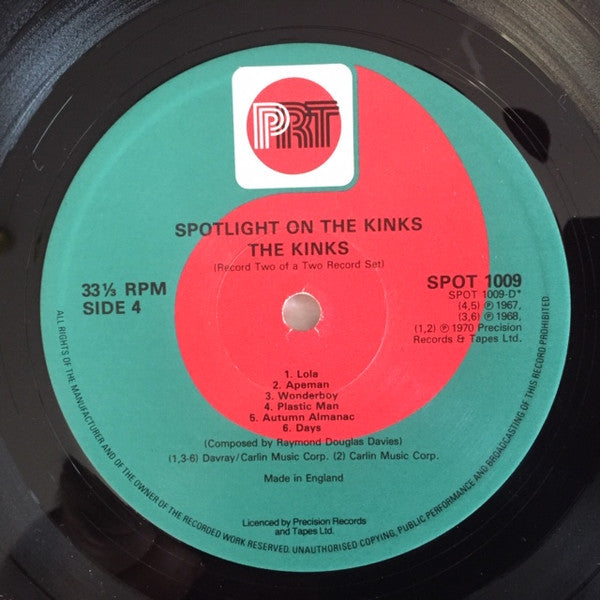 PRT
SPOTLIGHT ON THE KINKS
THE KINKS
(Record Two of a Two Record Set)
33⅓ RPM
SIDE 4
SPOT 1009
SPOT 1009-D*
(4,5) ℗ 1967,
(3,6) ℗ 1968,
(1,2) ℗ 1970 Precision
Records & Tapes Ltd.
1. Lola
2. Apeman
3. Wonderboy
4. Plastic Man
5. Autumn Almanac
6. Days
(Composed by Raymond Douglas Davies)
(1,3-6) Davray/Carlin Music Corp. (2) Carlin Music Corp.
Made in England
Licenced by Precision Records
and Tapes Ltd.
ALL RIGHTS OF THE MANUFACTURER AND OF THE OWNER OF THE RECORDED WORK RESERVED. UNAUTHORISED COPYING, PUBLIC PERFORMANCE AND BROADCASTING OF THIS RECORD PROHIBITED.